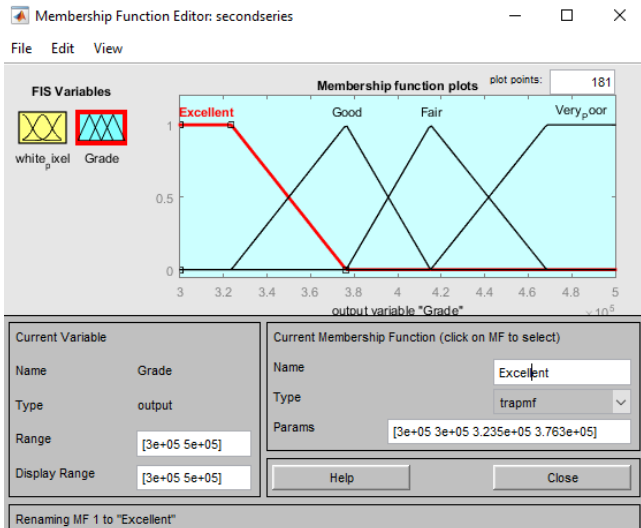 Membership Function Editor: secondseries
File Edit View
FIS Variables
white_pixel Grade
Membership function plots plot points: 181
Excellent Good Fair Very_poor
1
0.5
0
3 3.2 3.4 3.6 3.8 4 4.2 4.4 4.6 4.8 5
output variable "Grade" ×10^5
Current Variable
Name Grade
Type output
Range [3e+05 5e+05]
Display Range [3e+05 5e+05]
Current Membership Function (click on MF to select)
Name Excellent
Type trapmf
Params [3e+05 3e+05 3.235e+05 3.763e+05]
Help Close
Renaming MF 1 to "Excellent"